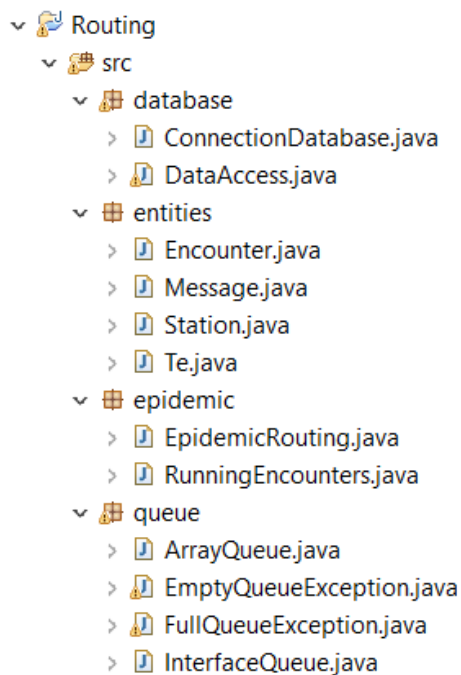 Routing
src
database
ConnectionDatabase.java
DataAccess.java
entities
Encounter.java
Message.java
Station.java
Te.java
epidemic
EpidemicRouting.java
RunningEncounters.java
queue
ArrayQueue.java
EmptyQueueException.java
FullQueueException.java
InterfaceQueue.java